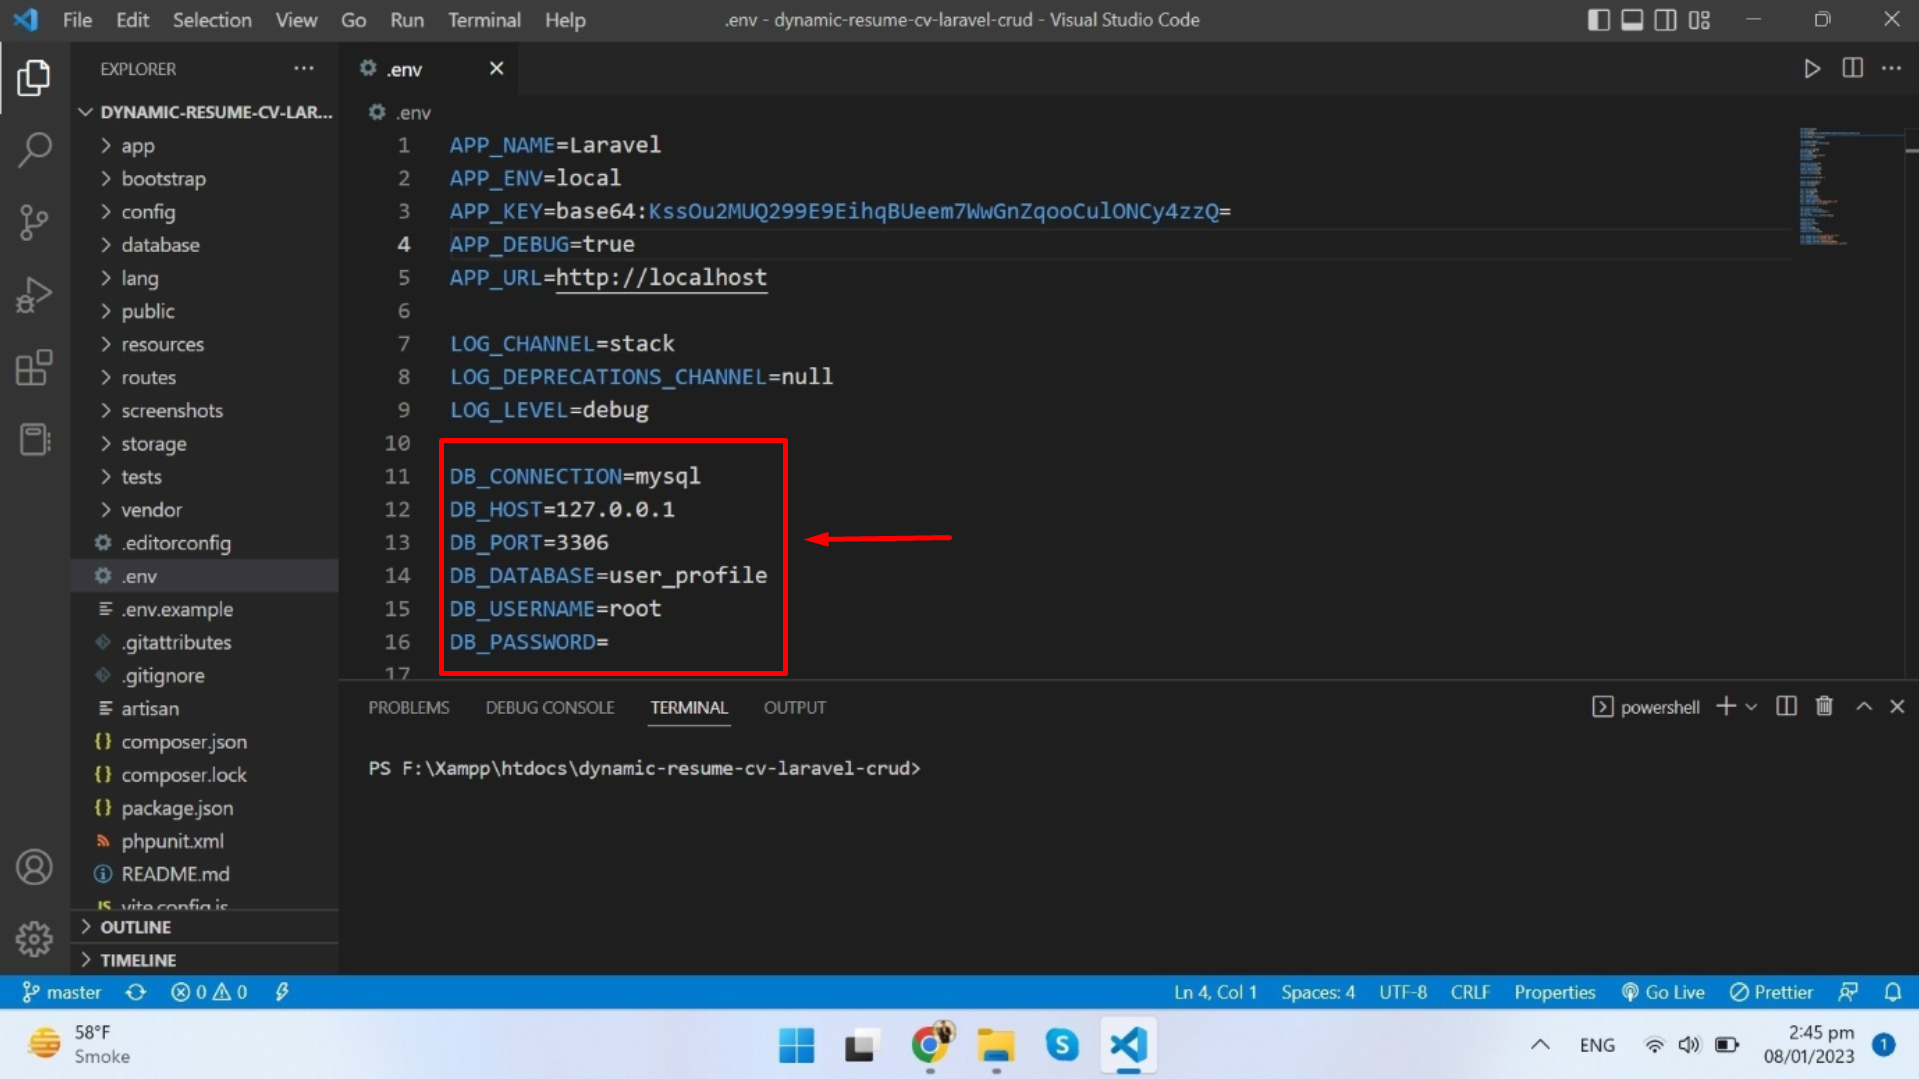 File Edit Selection View Go Run Terminal Help
.env - dynamic-resume-cv-laravel-crud - Visual Studio Code
EXPLORER
DYNAMIC-RESUME-CV-LAR...
app
bootstrap
config
database
lang
public
resources
routes
screenshots
storage
tests
vendor
.editorconfig
.env
.env.example
.gitattributes
.gitignore
artisan
composer.json
composer.lock
package.json
phpunit.xml
README.md
JS vite.config.js
OUTLINE
TIMELINE
.env
.env
1 APP_NAME=Laravel
2 APP_ENV=local
3 APP_KEY=base64:KssOu2MUQ299E9EihqBUeem7WwGnZqooCulONCy4zzQ=
4 APP_DEBUG=true
5 APP_URL=http://localhost
6
7 LOG_CHANNEL=stack
8 LOG_DEPRECATIONS_CHANNEL=null
9 LOG_LEVEL=debug
10
11 DB_CONNECTION=mysql
12 DB_HOST=127.0.0.1
13 DB_PORT=3306
14 DB_DATABASE=user_profile
15 DB_USERNAME=root
16 DB_PASSWORD=
17
PROBLEMS DEBUG CONSOLE TERMINAL OUTPUT
powershell
PS F:\Xampp\htdocs\dynamic-resume-cv-laravel-crud>
master 0 0
Ln 4, Col 1 Spaces: 4 UTF-8 CRLF Properties Go Live Prettier
58°F
Smoke
S
ENG
2:45 pm
08/01/2023
1